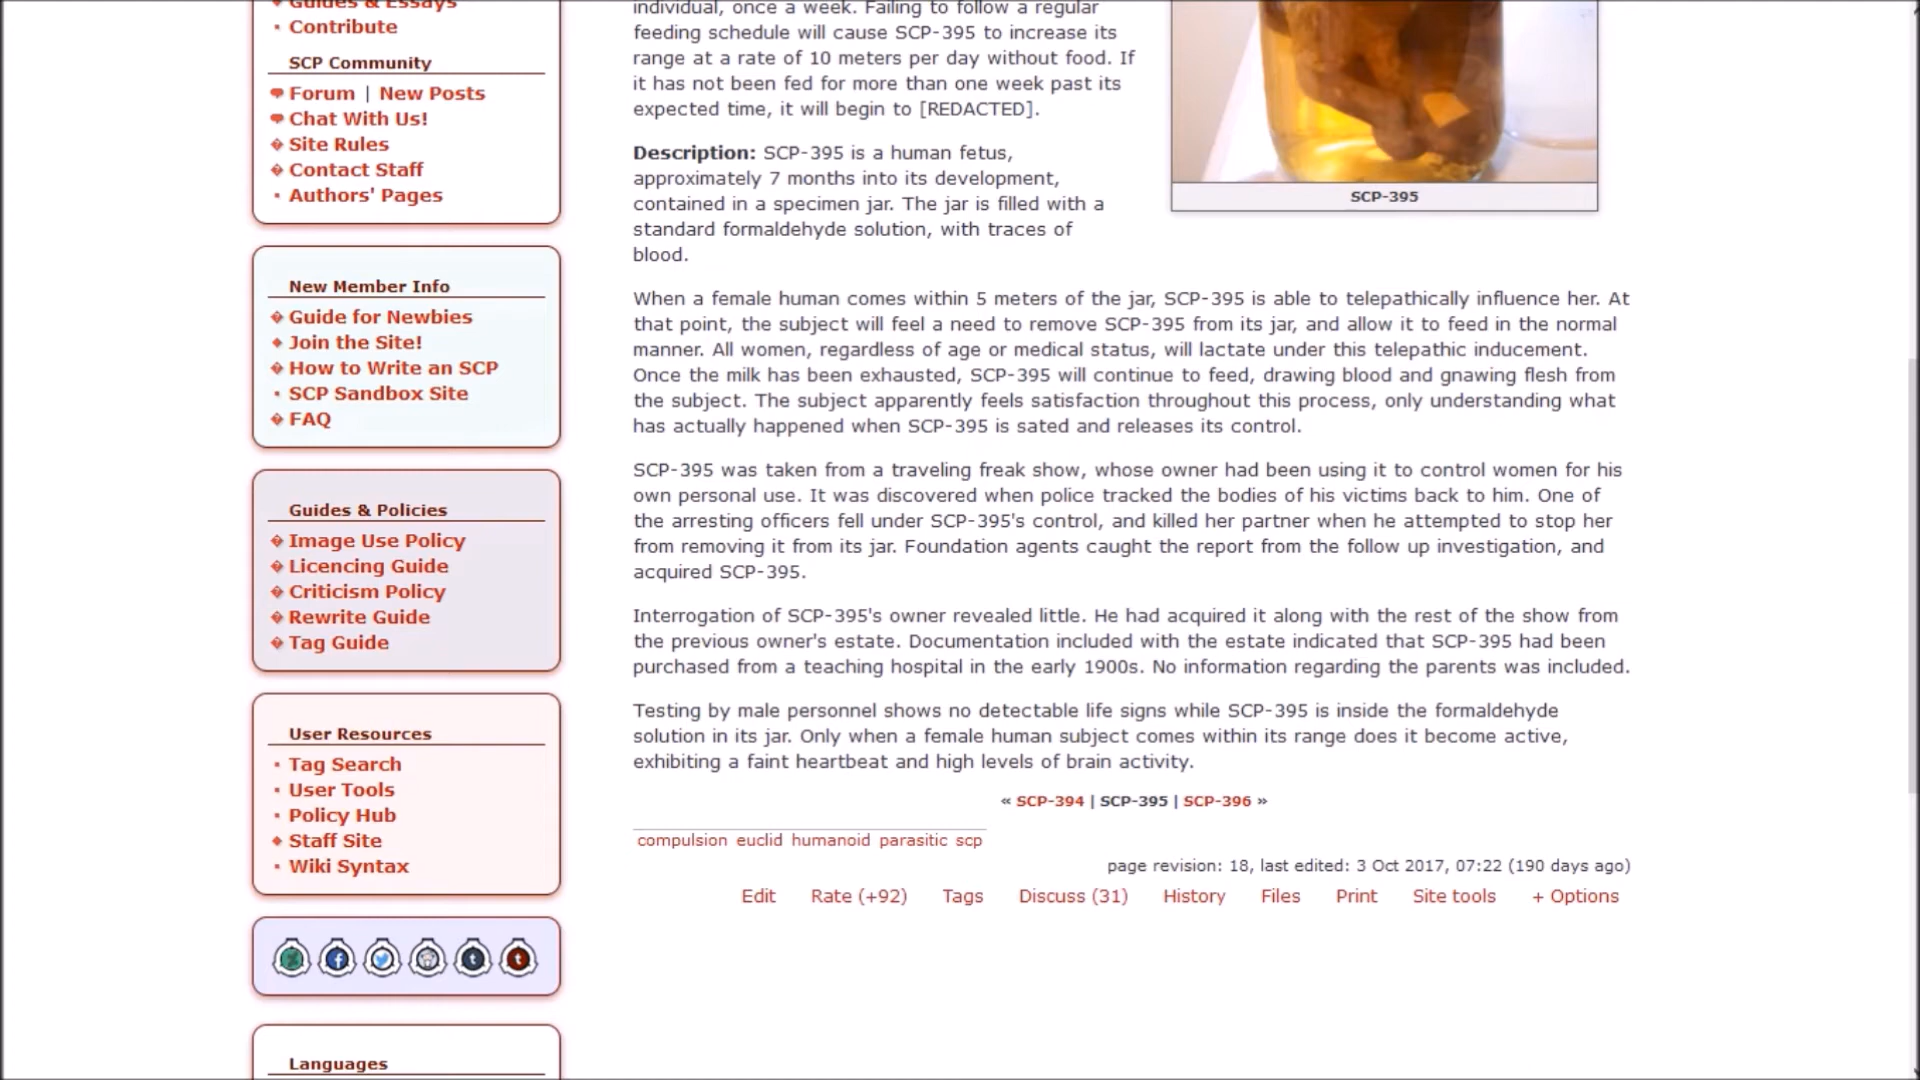 Guides & Essays
Contribute
SCP Community
Forum | New Posts
Chat With Us!
Site Rules
Contact Staff
Authors' Pages
New Member Info
Guide for Newbies
Join the Site!
How to Write an SCP
SCP Sandbox Site
FAQ
Guides & Policies
Image Use Policy
Licencing Guide
Criticism Policy
Rewrite Guide
Tag Guide
User Resources
Tag Search
User Tools
Policy Hub
Staff Site
Wiki Syntax
Languages
individual, once a week. Failing to follow a regular
feeding schedule will cause SCP-395 to increase its
range at a rate of 10 meters per day without food. If
it has not been fed for more than one week past its
expected time, it will begin to [REDACTED].
SCP-395
Description: SCP-395 is a human fetus,
approximately 7 months into its development,
contained in a specimen jar. The jar is filled with a
standard formaldehyde solution, with traces of
blood.
When a female human comes within 5 meters of the jar, SCP-395 is able to telepathically influence her. At
that point, the subject will feel a need to remove SCP-395 from its jar, and allow it to feed in the normal
manner. All women, regardless of age or medical status, will lactate under this telepathic inducement.
Once the milk has been exhausted, SCP-395 will continue to feed, drawing blood and gnawing flesh from
the subject. The subject apparently feels satisfaction throughout this process, only understanding what
has actually happened when SCP-395 is sated and releases its control.
SCP-395 was taken from a traveling freak show, whose owner had been using it to control women for his
own personal use. It was discovered when police tracked the bodies of his victims back to him. One of
the arresting officers fell under SCP-395's control, and killed her partner when he attempted to stop her
from removing it from its jar. Foundation agents caught the report from the follow up investigation, and
acquired SCP-395.
Interrogation of SCP-395's owner revealed little. He had acquired it along with the rest of the show from
the previous owner's estate. Documentation included with the estate indicated that SCP-395 had been
purchased from a teaching hospital in the early 1900s. No information regarding the parents was included.
Testing by male personnel shows no detectable life signs while SCP-395 is inside the formaldehyde
solution in its jar. Only when a female human subject comes within its range does it become active,
exhibiting a faint heartbeat and high levels of brain activity.
« SCP-394 | SCP-395 | SCP-396 »
compulsion euclid humanoid parasitic scp
page revision: 18, last edited: 3 Oct 2017, 07:22 (190 days ago)
Edit Rate (+92) Tags Discuss (31) History Files Print Site tools + Options